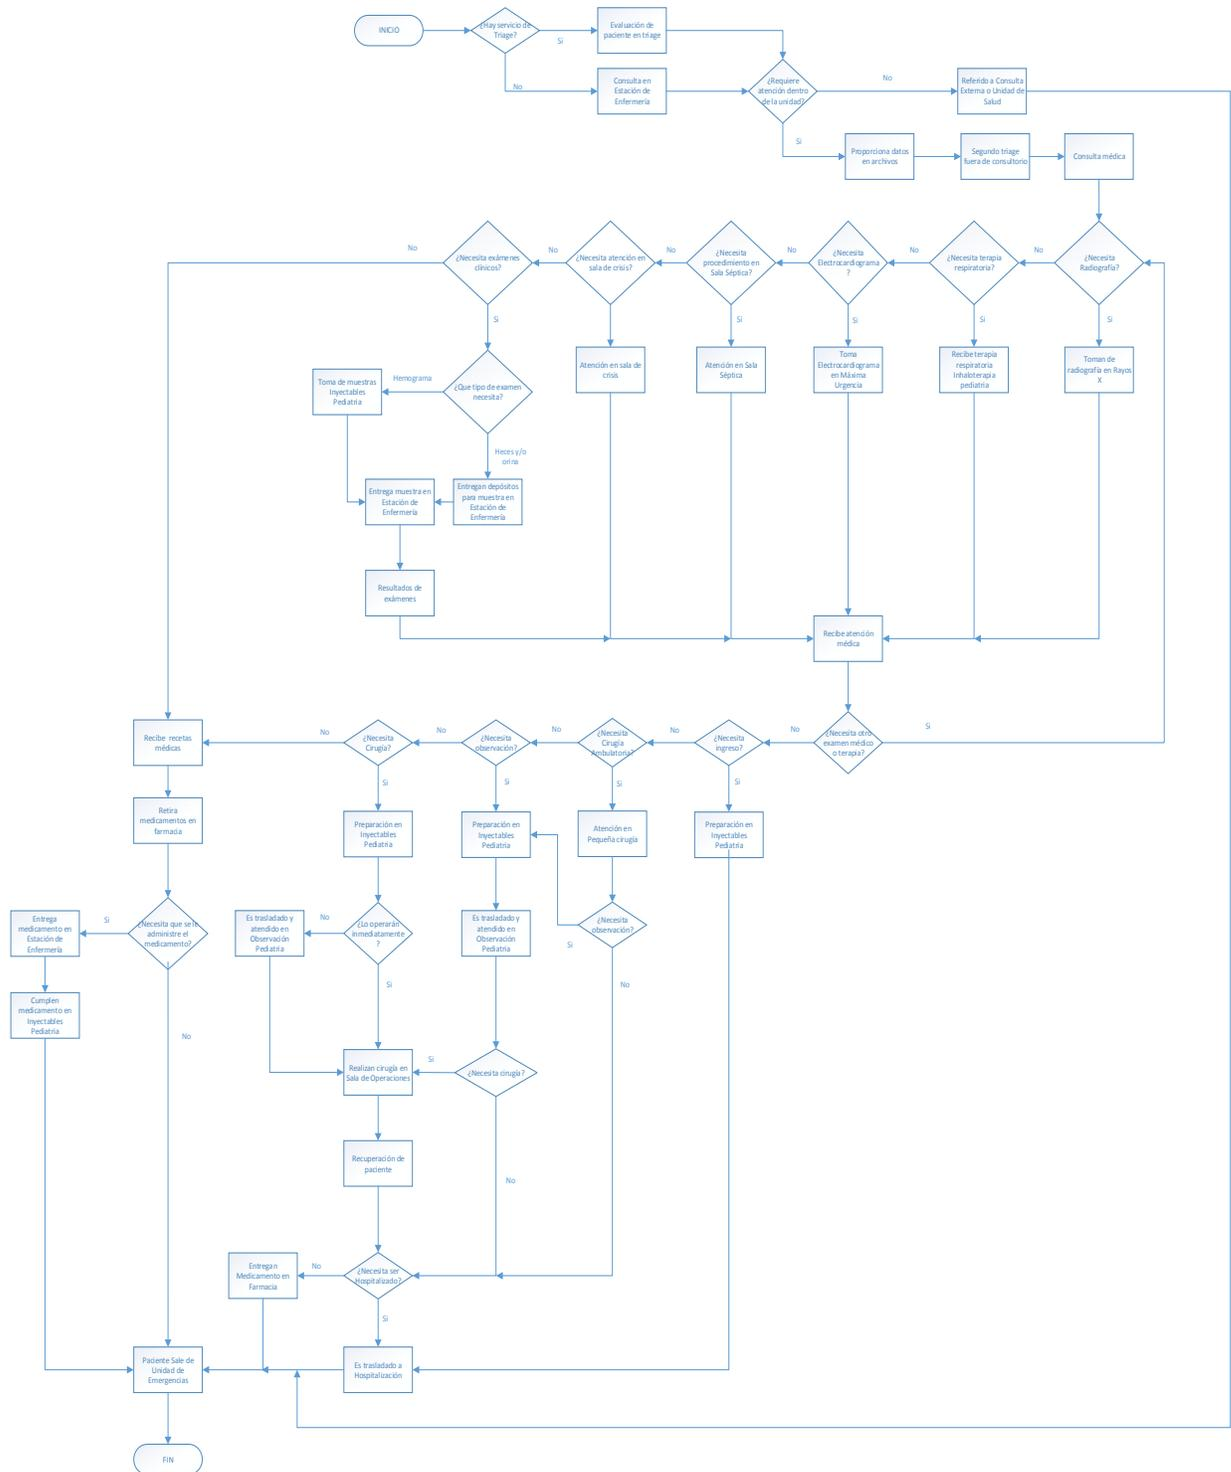 INICIO
¿Hay servicio de
Triage?
Si
Evaluación de
paciente en triage
No
Consulta en
Estación de
Enfermería
¿Requiere
atención dentro
de la unidad?
No
Referido a Consulta
Externa o Unidad de
Salud
Si
Proporciona datos
en archivos
Segundo triage
fuera de consultorio
Consulta médica
No
¿Necesita exámenes
clínicos?
No
¿Necesita atención en
sala de crisis?
No
¿Necesita
procedimiento en
Sala Séptica?
No
¿Necesita
Electrocardiograma
?
No
¿Necesita terapia
respiratoria?
No
¿Necesita
Radiografía?
Si
Si
Si
Si
Si
Si
Atención en sala de
crisis
Atención en Sala
Séptica
Toma
Electrocardiograma
en Máxima
Urgencia
Recibe terapia
respiratoria
Inhaloterapia
pediatria
Toman de
radiografía en Rayos
X
Toma de muestras
Inyectables
Pediatria
Hemograma
¿Que tipo de examen
necesita?
Heces y/o
orina
Entrega muestra en
Estación de
Enfermería
Entregan depósitos
para muestra en
Estación de
Enfermería
Resultados de
exámenes
Recibe atención
médica
Recibe recetas
médicas
No
¿Necesita
Cirugía?
No
¿Necesita
observación?
No
¿Necesita
Cirugía
Ambulatoria?
No
¿Necesita
ingreso?
No
¿Necesita otro
examen médico
o terapia?
Si
Si
Si
Si
Si
Retira
medicamentos en
farmacia
Preparación en
Inyectables
Pediatria
Preparación en
Inyectables
Pediatría
Atención en
Pequeña cirugía
Preparación en
Inyectables
Pediatria
Entrega
medicamento en
Estación de
Enfermería
Si
¿Necesita que se le
administre el
medicamento?
Es trasladado y
atendido en
Observación
Pediatria
No
¿Lo operarán
inmediatamente
?
Es trasladado y
atendido en
Observación
Pediatria
Si
¿Necesita
observación?
Si
No
Cumplen
medicamento en
Inyectables
Pediatria
No
Realizan cirugía en
Sala de Operaciones
Si
¿Necesita cirugía?
Recuperación de
paciente
No
Entregan
Medicamento en
Farmacia
No
¿Necesita ser
Hospitalizado?
Si
Paciente Sale de
Unidad de
Emergencias
Es trasladado a
Hospitalización
FIN